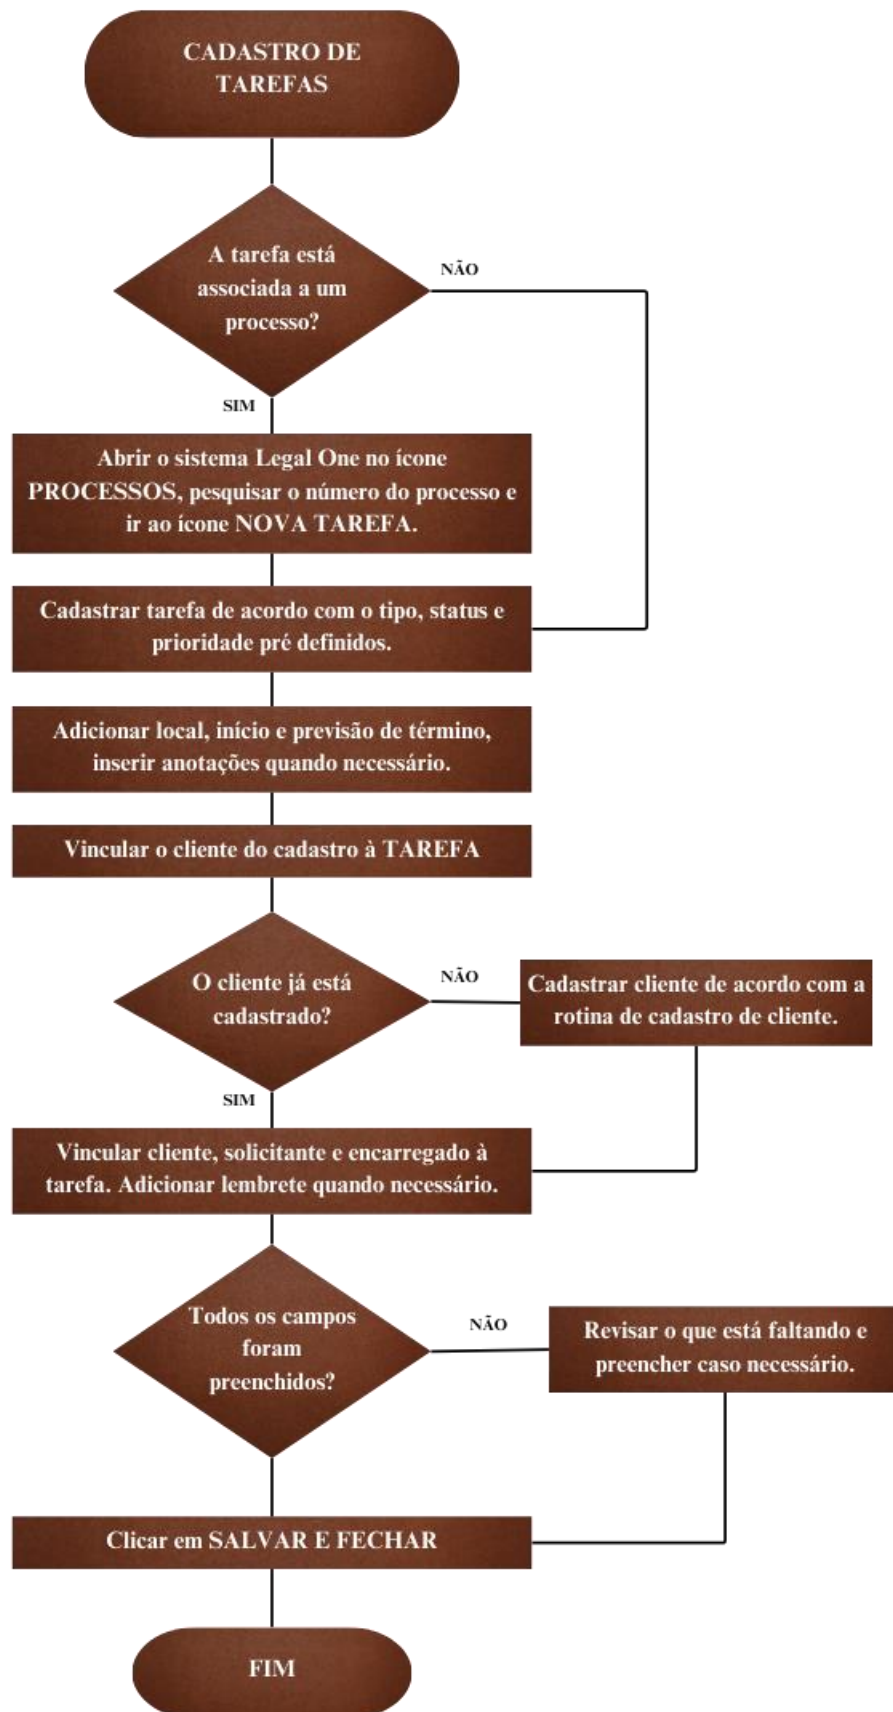 CADASTRO DE
TAREFAS
A tarefa está
associada a um
processo?
NÃO
SIM
Abrir o sistema Legal One no ícone
PROCESSOS, pesquisar o número do processo e
ir ao ícone NOVA TAREFA.
Cadastrar tarefa de acordo com o tipo, status e
prioridade pré definidos.
Adicionar local, início e previsão de término,
inserir anotações quando necessário.
Vincular o cliente do cadastro à TAREFA
O cliente já está
cadastrado?
NÃO
Cadastrar cliente de acordo com a
rotina de cadastro de cliente.
SIM
Vincular cliente, solicitante e encarregado à
tarefa. Adicionar lembrete quando necessário.
Todos os campos
foram
preenchidos?
NÃO
Revisar o que está faltando e
preencher caso necessário.
Clicar em SALVAR E FECHAR
FIM